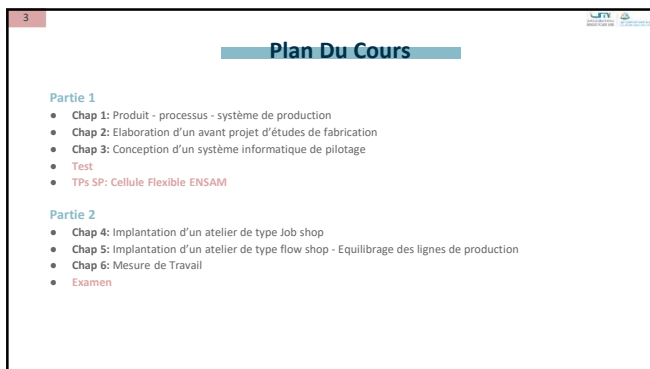 3
Plan Du Cours
Partie 1
● Chap 1: Produit - processus - système de production
● Chap 2: Elaboration d'un avant projet d'études de fabrication
● Chap 3: Conception d'un système informatique de pilotage
● Test
● TPs SP: Cellule Flexible ENSAM
Partie 2
● Chap 4: Implantation d'un atelier de type Job shop
● Chap 5: Implantation d'un atelier de type flow shop - Equilibrage des lignes de production
● Chap 6: Mesure de Travail
● Examen